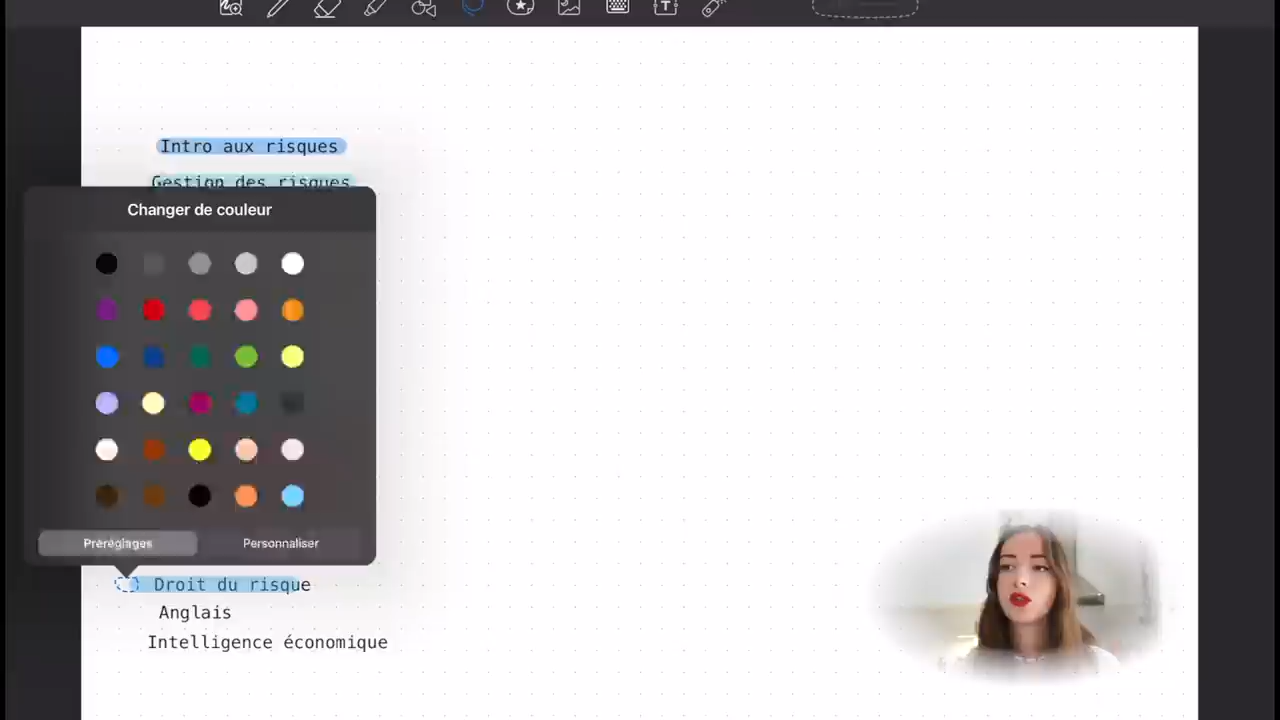 Intro aux risques
Gestion des risques
Changer de couleur
Préréglages
Personnaliser
Droit du risque
Anglais
Intelligence économique